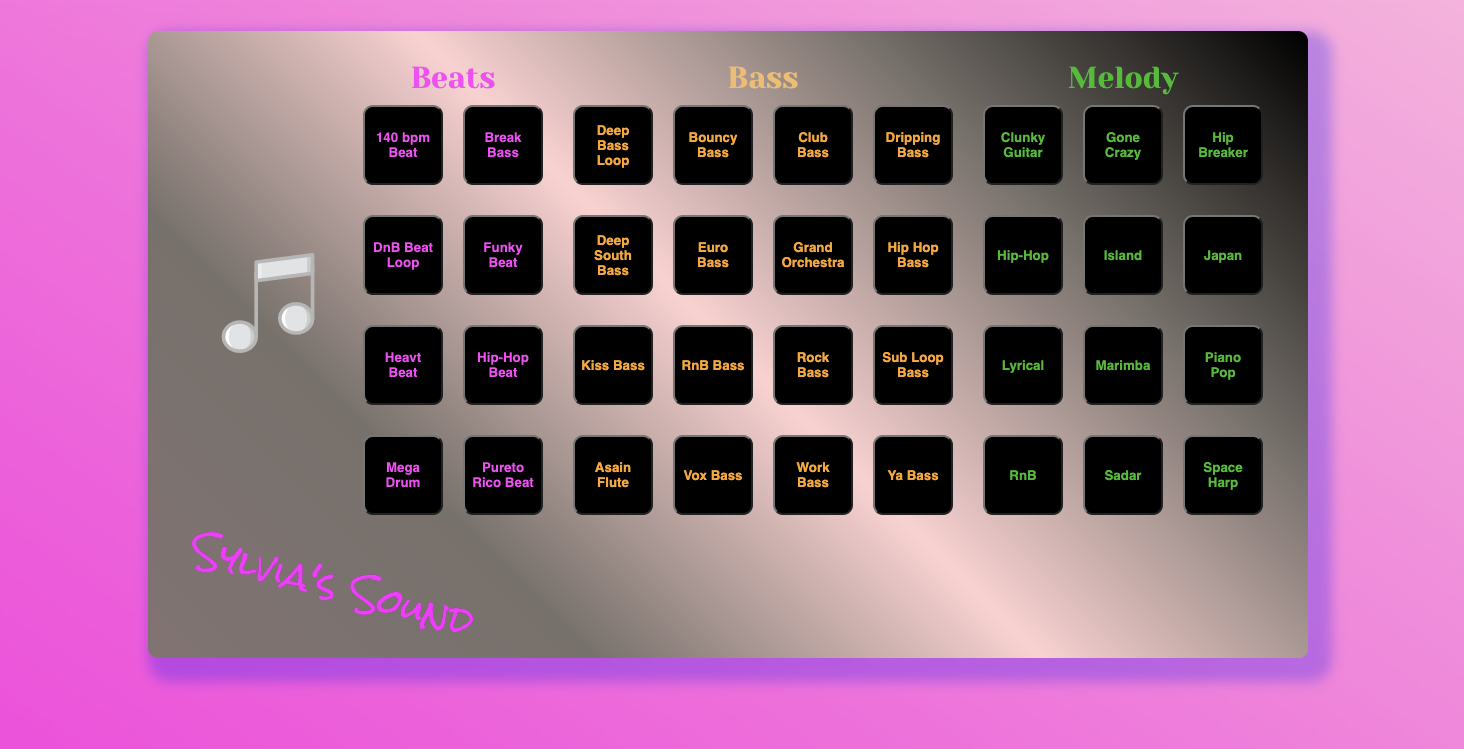 Beats Bass Melody
140 bpm
Beat
Break
Bass
Deep
Bass
Loop
Bouncy
Bass
Club
Bass
Dripping
Bass
Clunky
Guitar
Gone
Crazy
Hip
Breaker
DnB Beat
Loop
Funky
Beat
Deep
South
Bass
Euro
Bass
Grand
Orchestra
Hip Hop
Bass
Hip-Hop
Island
Japan
Heavt
Beat
Hip-Hop
Beat
Kiss Bass
RnB Bass
Rock
Bass
Sub Loop
Bass
Lyrical
Marimba
Piano
Pop
Mega
Drum
Pureto
Rico Beat
Asain
Flute
Vox Bass
Work
Bass
Ya Bass
RnB
Sadar
Space
Harp
Sylvia's Sound